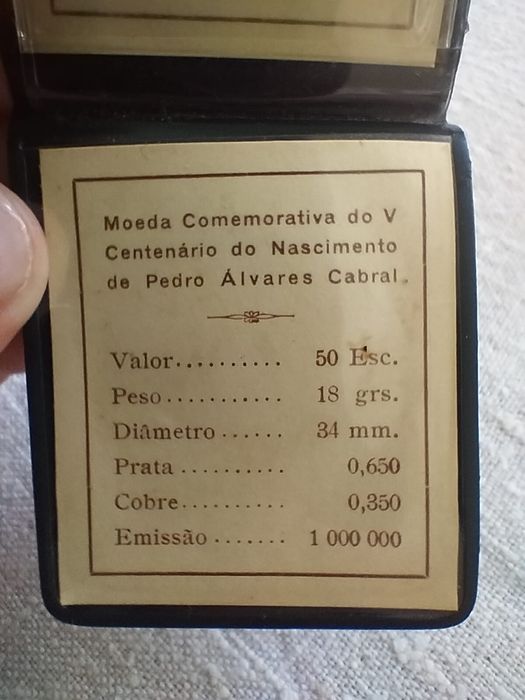 Moeda Comemorativa do V
Centenário do Nascimento
de Pedro Álvares Cabral.
Valor.......... 50 Esc.
Peso........... 18 grs.
Diâmetro...... 34 mm.
Prata.......... 0,650
Cobre.......... 0,350
Emissão....... 1 000 000